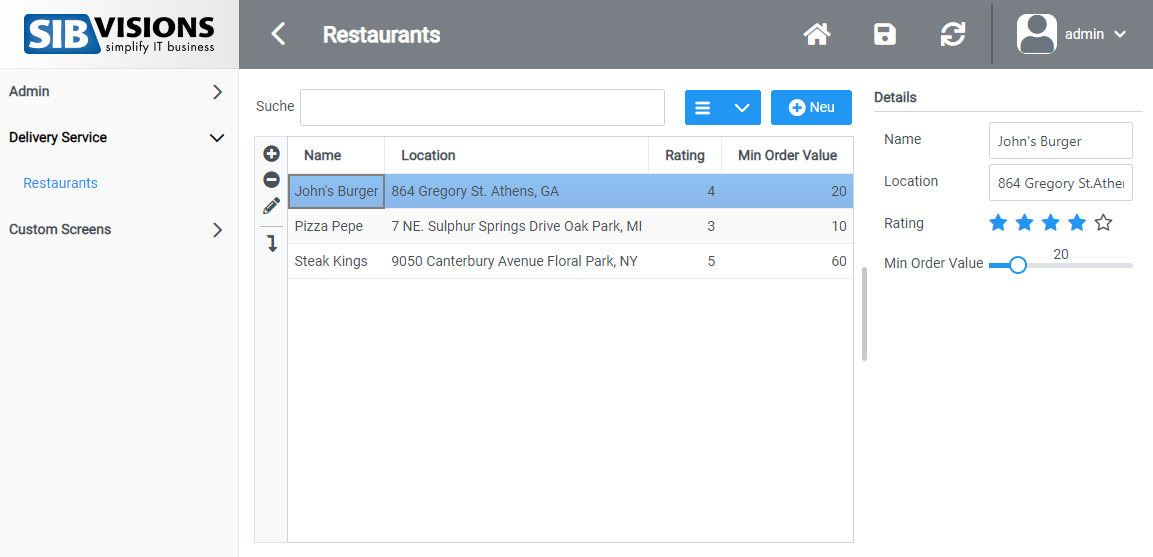 SIB VISIONS
simplify IT business
Restaurants
admin
Admin
Delivery Service
Restaurants
Custom Screens
Suche
Neu
Name Location Rating Min Order Value
John's Burger 864 Gregory St. Athens, GA 4 20
Pizza Pepe 7 NE. Sulphur Springs Drive Oak Park, MI 3 10
Steak Kings 9050 Canterbury Avenue Floral Park, NY 5 60
Details
Name John's Burger
Location 864 Gregory St.Ather
Rating
Min Order Value 20